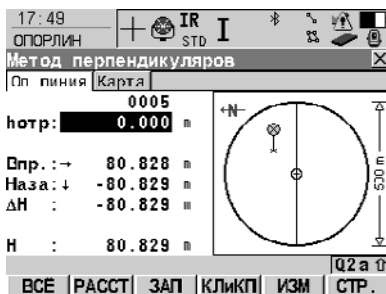 17:49
ОПОРЛИН
IR
STD
I
Метод перпендикуляров
Оп линия Карта
0005
hотр: 0.000 m
Впр.:→ 80.828 m
Наза:↓ -80.829 m
ΔH : -80.829 m
H : 80.829 m
N
500 m
Q2a
ВСЁ РАССТ ЗАП КЛиКП ИЗМ СТР.